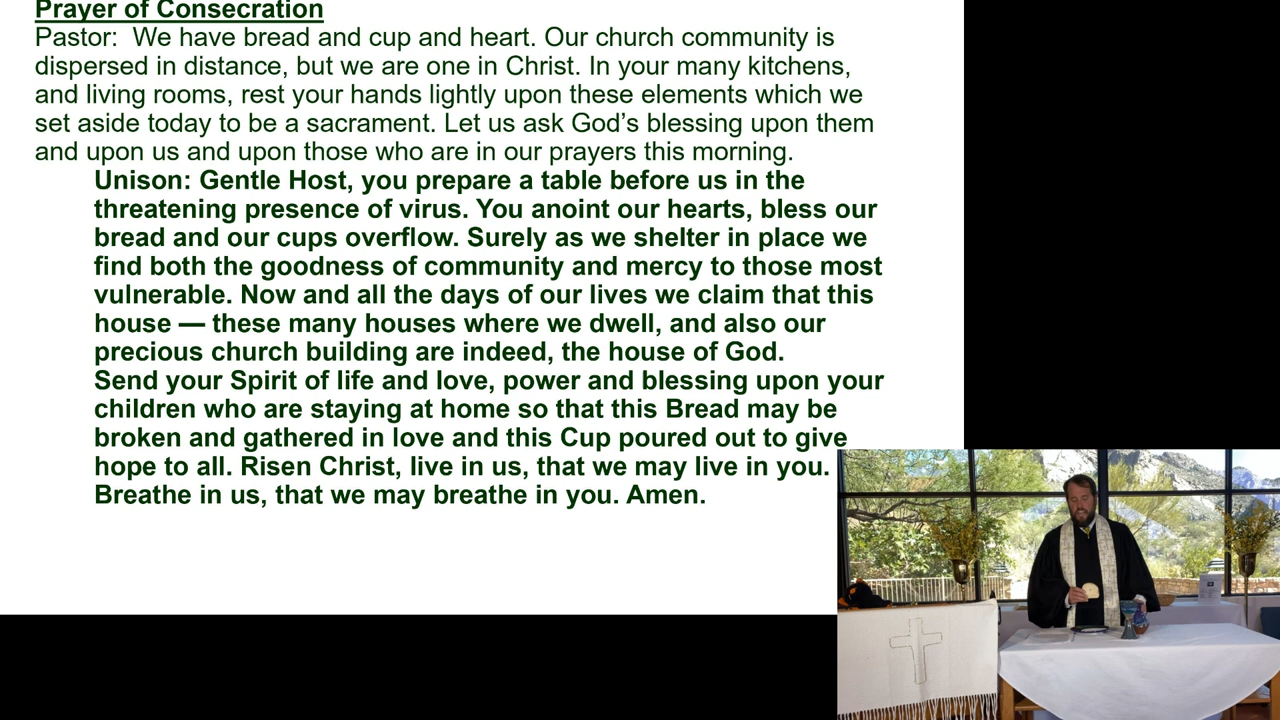 Prayer of Consecration
Pastor:  We have bread and cup and heart. Our church community is
dispersed in distance, but we are one in Christ. In your many kitchens,
and living rooms, rest your hands lightly upon these elements which we
set aside today to be a sacrament. Let us ask God’s blessing upon them
and upon us and upon those who are in our prayers this morning.
Unison: Gentle Host, you prepare a table before us in the
threatening presence of virus. You anoint our hearts, bless our
bread and our cups overflow. Surely as we shelter in place we
find both the goodness of community and mercy to those most
vulnerable. Now and all the days of our lives we claim that this
house — these many houses where we dwell, and also our
precious church building are indeed, the house of God.
Send your Spirit of life and love, power and blessing upon your
children who are staying at home so that this Bread may be
broken and gathered in love and this Cup poured out to give
hope to all. Risen Christ, live in us, that we may live in you.
Breathe in us, that we may breathe in you. Amen.